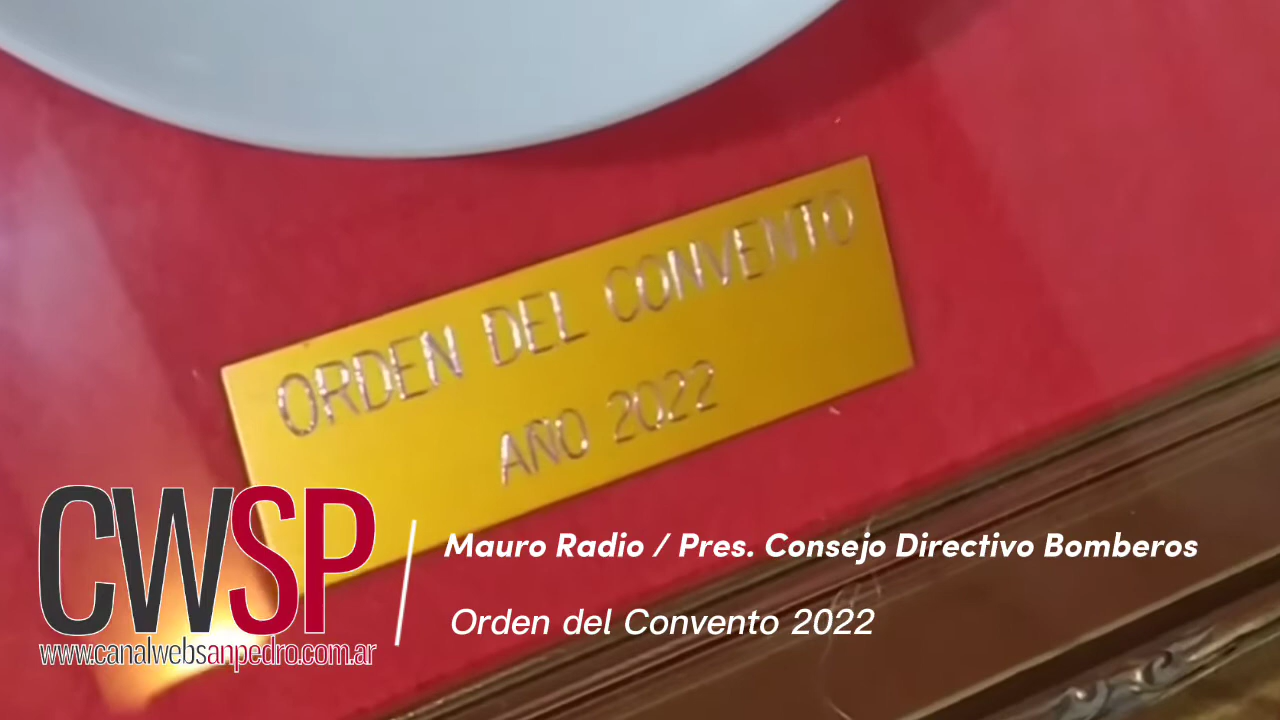 ORDEN DEL CONVENTO
AÑO 2022
CWSP
www.canalwebsanpedro.com.ar
Mauro Radio / Pres. Consejo Directivo Bomberos
Orden del Convento 2022